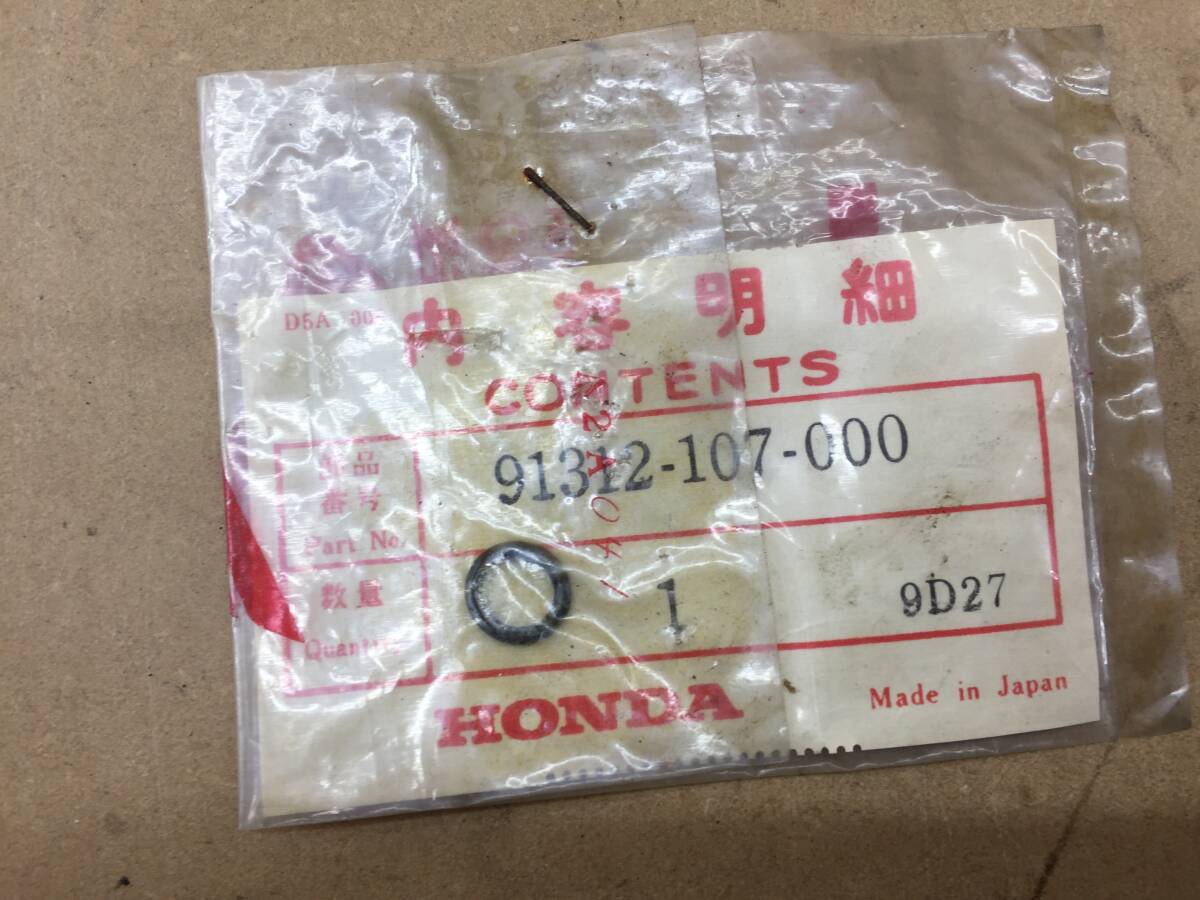 内容明細
CONTENTS
部品
番号
Part No.
91312-107-000
数量
Quantity
1
9D27
HONDA
Made in Japan